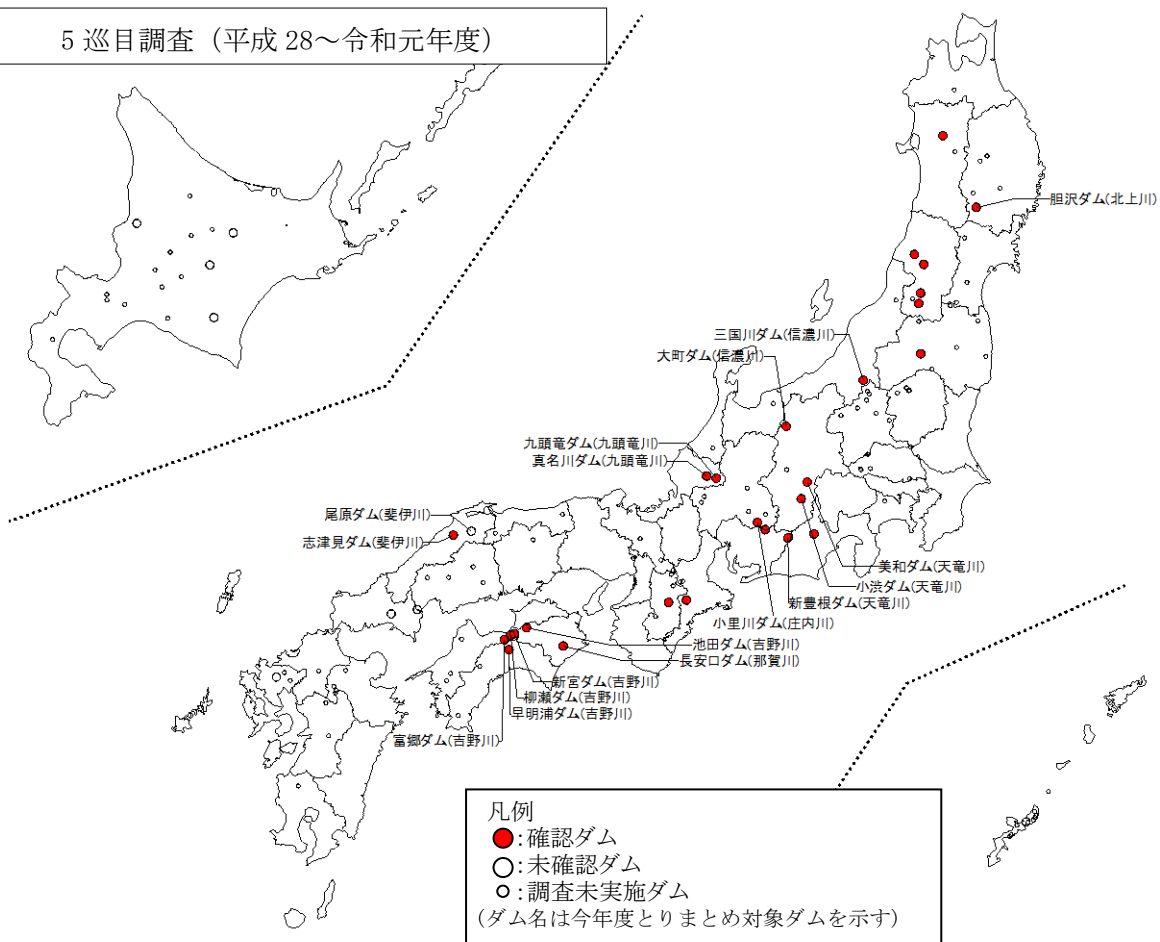 5 巡目調査（平成 28～令和元年度）
胆沢ダム(北上川)
三国川ダム(信濃川)
大町ダム(信濃川)
九頭竜ダム(九頭竜川)
真名川ダム(九頭竜川)
尾原ダム(斐伊川)
志津見ダム(斐伊川)
美和ダム(天竜川)
小渋ダム(天竜川)
新豊根ダム(天竜川)
小里川ダム(庄内川)
池田ダム(吉野川)
長安口ダム(那賀川)
新宮ダム(吉野川)
柳瀬ダム(吉野川)
早明浦ダム(吉野川)
富郷ダム(吉野川)
凡例
：確認ダム
：未確認ダム
：調査未実施ダム
（ダム名は今年度とりまとめ対象ダムを示す）